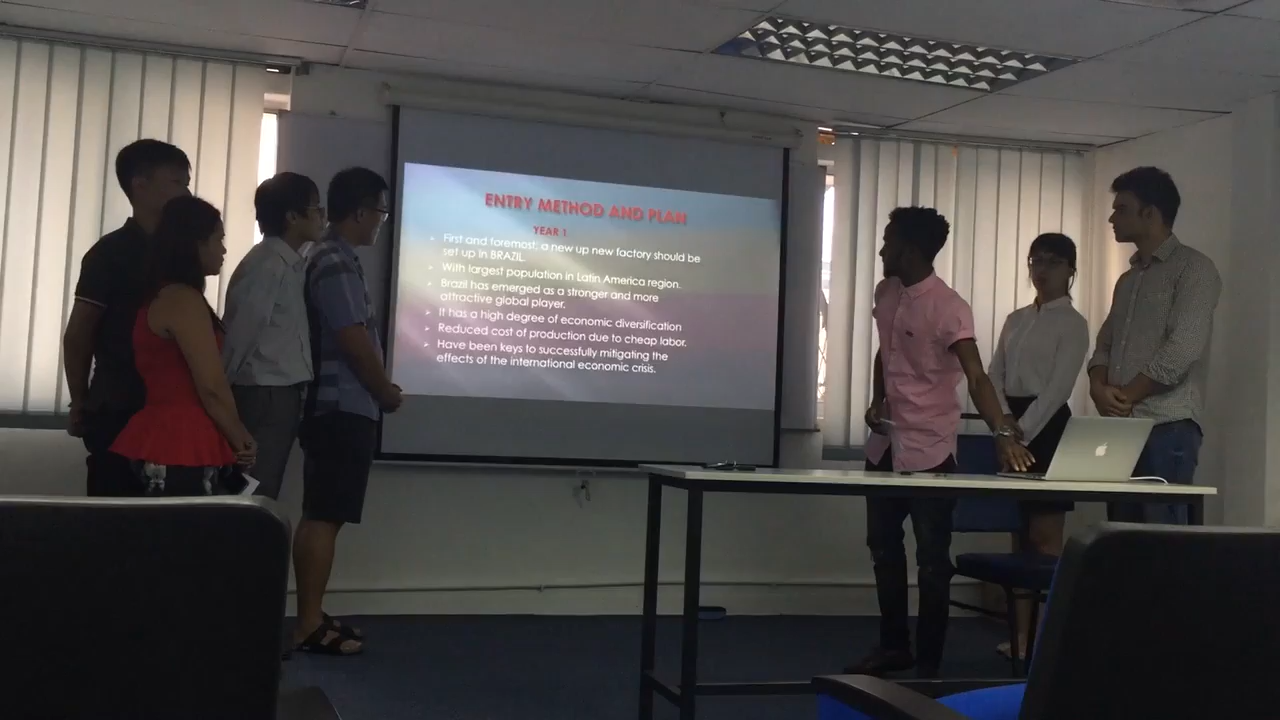 ENTRY METHOD AND PLAN
YEAR 1
First and foremost, a new up new factory should be
set up in BRAZIL.
With largest population in Latin America region.
Brazil has emerged as a stronger and more
attractive global player.
It has a high degree of economic diversification
Reduced cost of production due to cheap labor.
Have been keys to successfully mitigating the
effects of the international economic crisis.